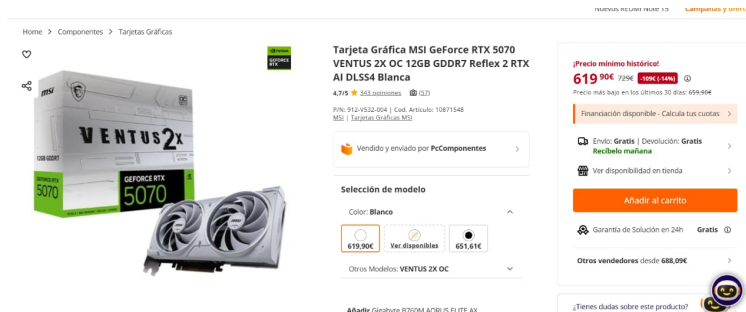 Nuevos REDMI Note 15 Campañas y ofer
Home > Componentes > Tarjetas Gráficas
Tarjeta Gráfica MSI GeForce RTX 5070
VENTUS 2X OC 12GB GDDR7 Reflex 2 RTX
AI DLSS4 Blanca
4,7/5 343 opiniones (57)
P/N: 912-V532-004 | Cod. Artículo: 10871548
MSI | Tarjetas Gráficas MSI
Vendido y enviado por PcComponentes
Selección de modelo
Color: Blanco
619,90€ Ver disponibles 651,61€
Otros Modelos: VENTUS 2X OC
Añadir Gigabyte B760M AORUS ELITE AX
¡Precio mínimo histórico!
619,90€ 729€ -109€ (-14%)
Precio más bajo en los últimos 30 días: 659,90€
Financiación disponible - Calcula tus cuotas
Envío: Gratis | Devolución: Gratis
Recíbelo mañana
Ver disponibilidad en tienda
Añadir al carrito
Garantía de Solución en 24h Gratis
Otros vendedores desde 688,09€
¿Tienes dudas sobre este producto?
msi
VENTUS 2X
12GB GDDR7
GEFORCE RTX
5070
GEFORCE RTX
5070
GEFORCE
RTX